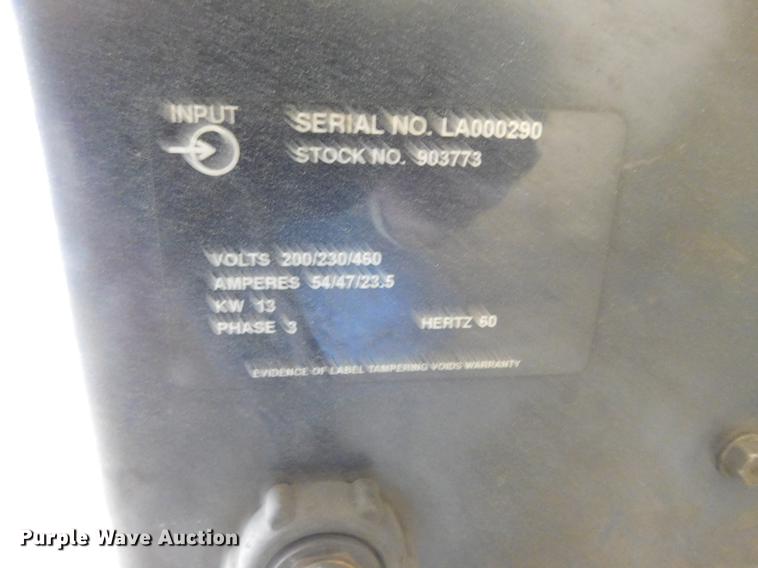 INPUT
SERIAL NO. LA000290
STOCK NO. 903773
VOLTS 200/230/460
AMPERES 54/47/23.5
KW 13
PHASE 3 HERTZ 60
EVIDENCE OF LABEL TAMPERING VOIDS WARRANTY
Purple Wave Auction